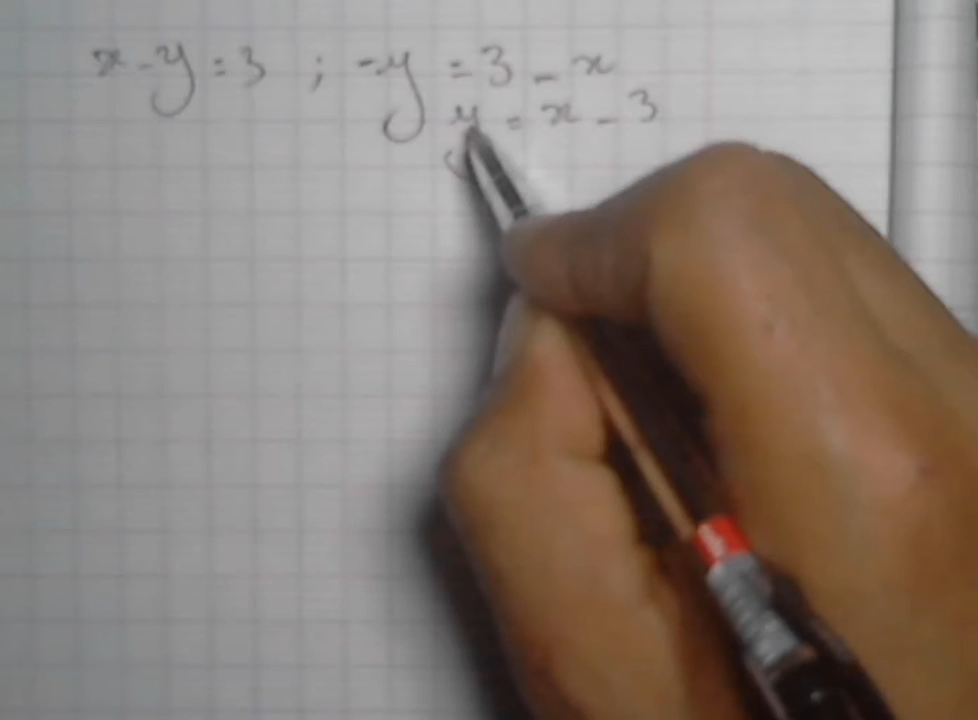 x - y = 3 ; -y = 3 - x
y = x - 3